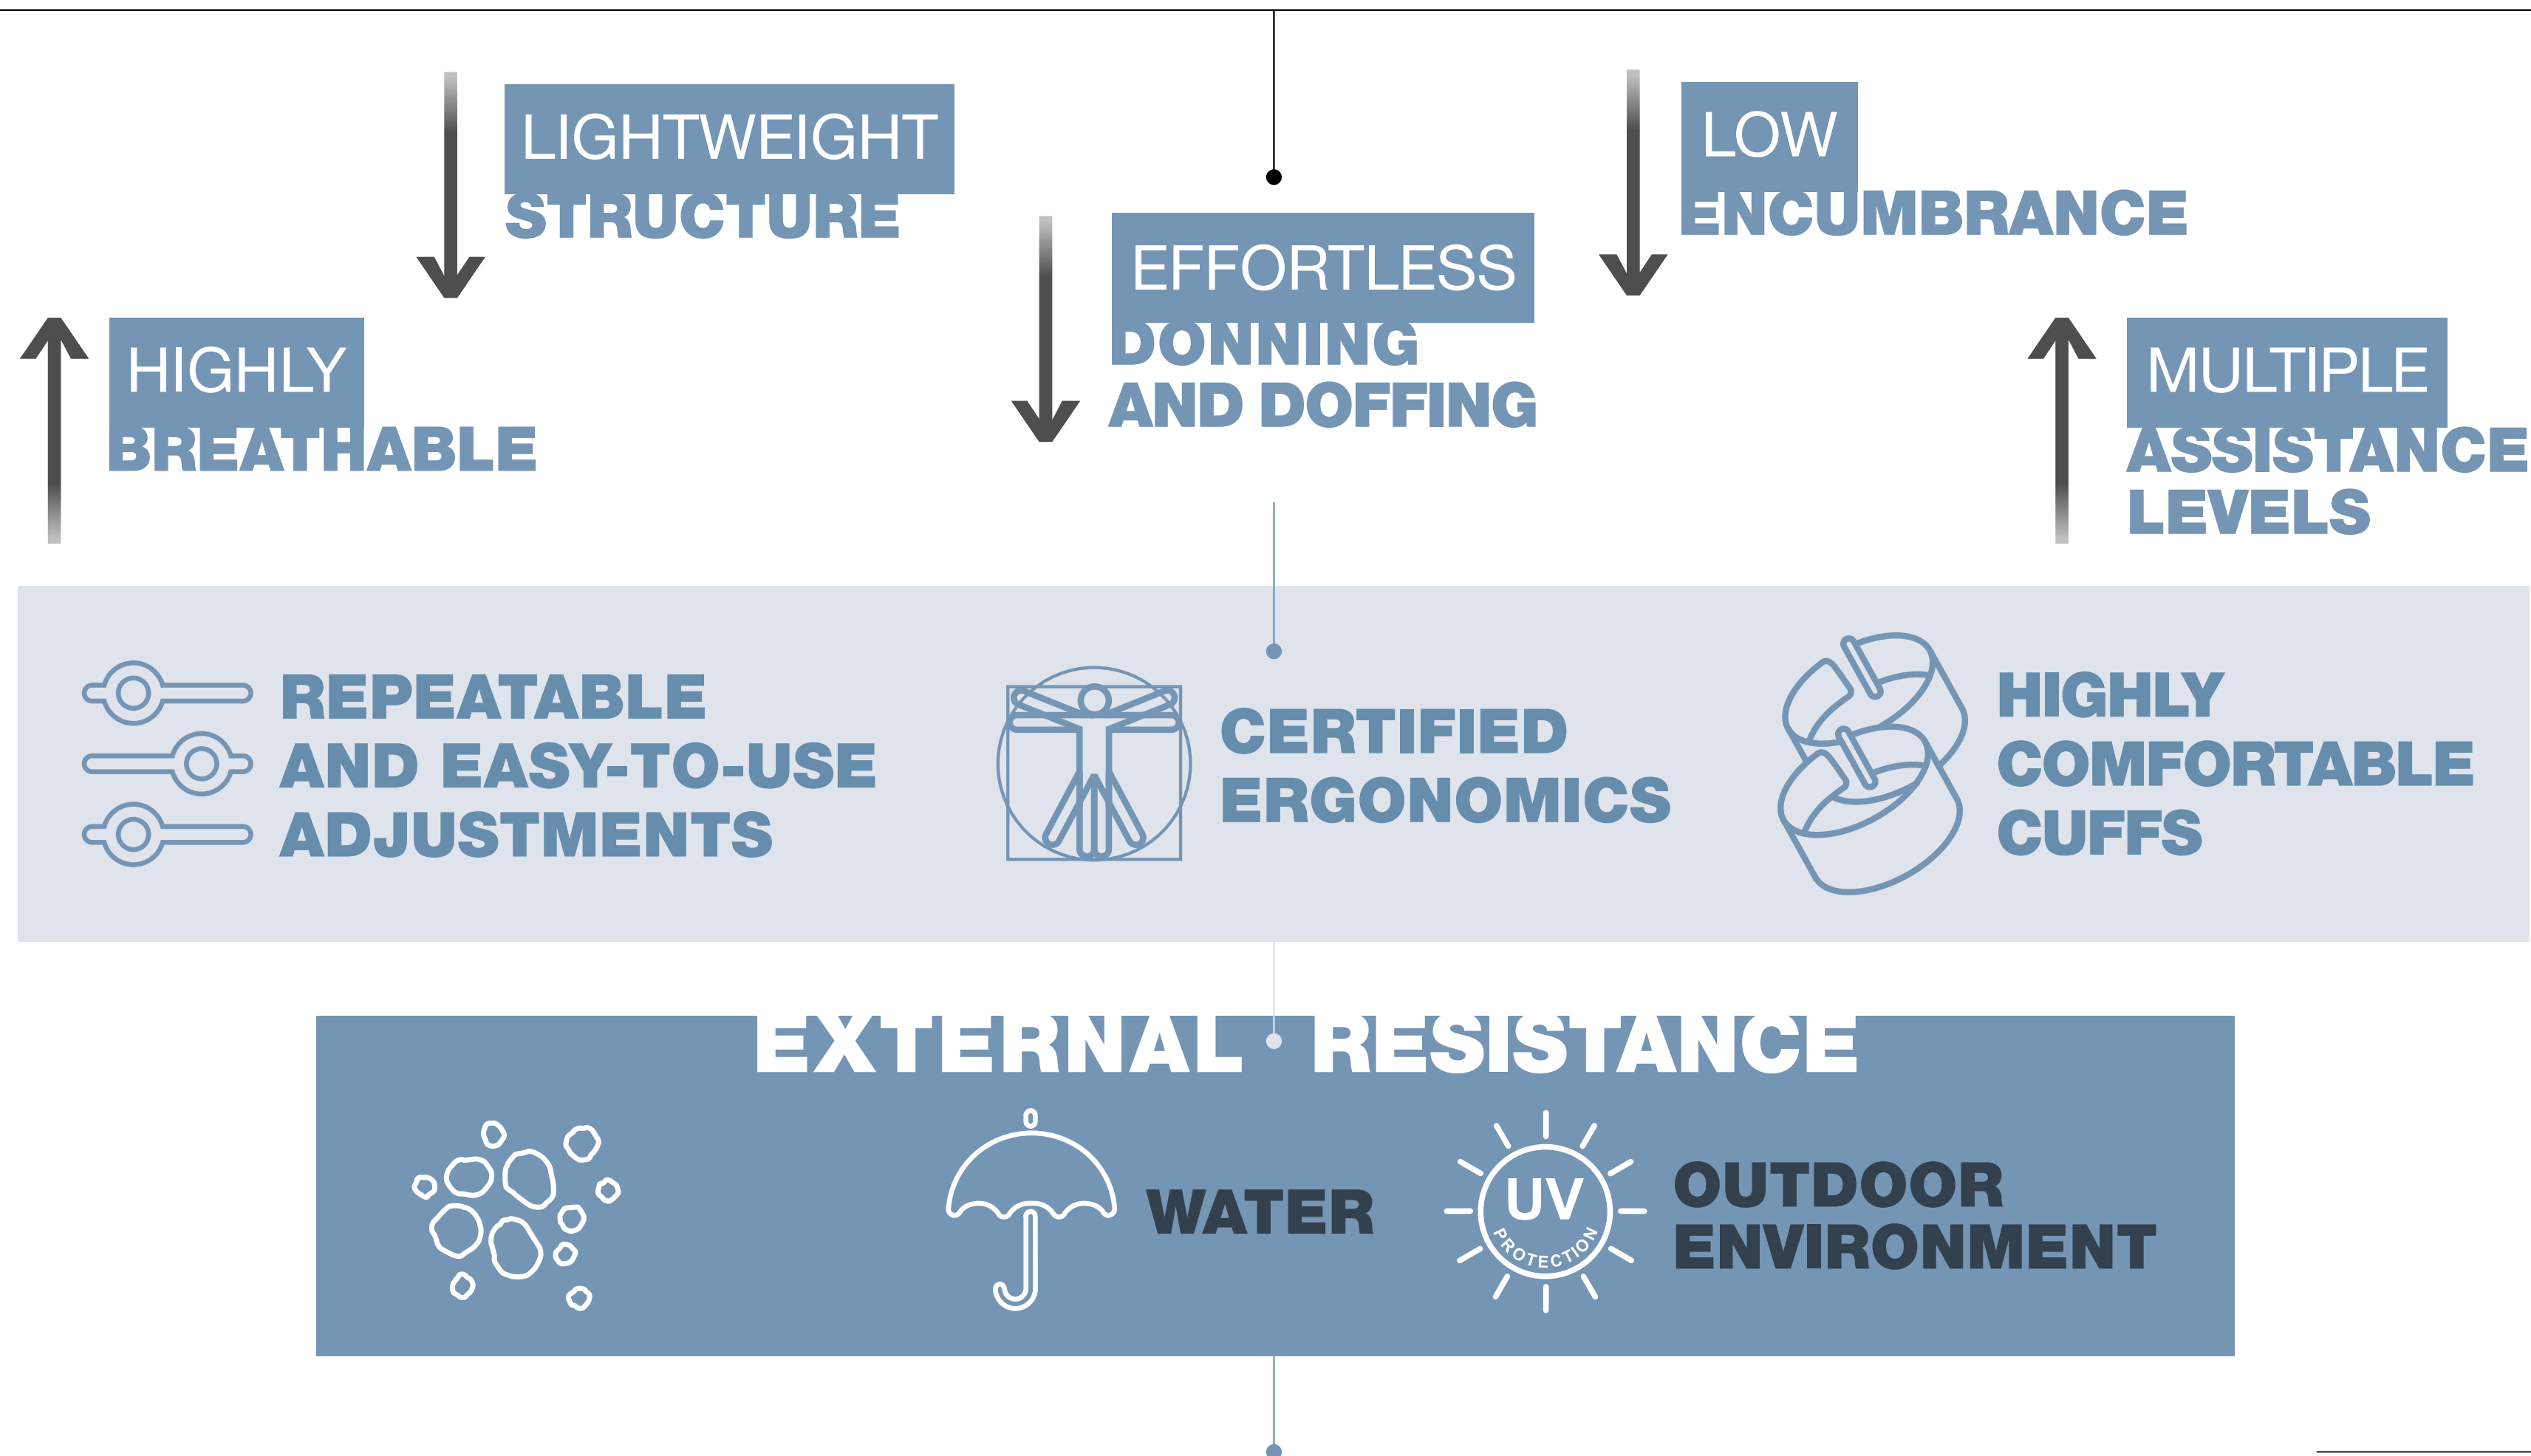 LIGHTWEIGHT
STRUCTURE
LOW
ENCUMBRANCE
EFFORTLESS
DONNING
AND DOFFING
HIGHLY
BREATHABLE
MULTIPLE
ASSISTANCE
LEVELS
REPEATABLE
AND EASY-TO-USE
ADJUSTMENTS
CERTIFIED
ERGONOMICS
HIGHLY
COMFORTABLE
CUFFS
EXTERNAL RESISTANCE
WATER
UV
PROTECTION
OUTDOOR
ENVIRONMENT